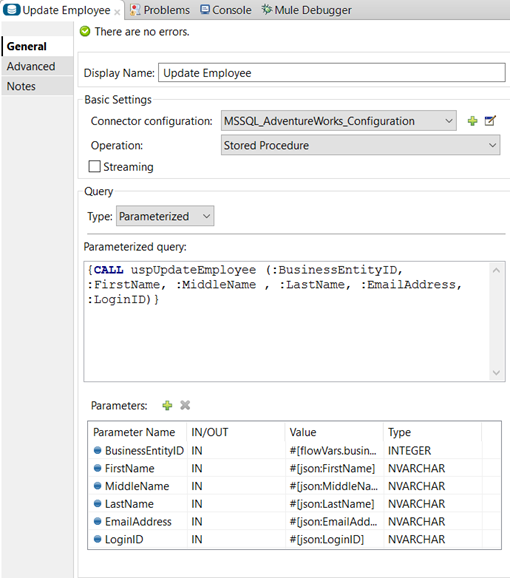 Update Employee
Problems
Console
Mule Debugger
General
Advanced
Notes
There are no errors.
Display Name: Update Employee
Basic Settings
Connector configuration: MSSQL_AdventureWorks_Configuration
Operation: Stored Procedure
Streaming
Query
Type: Parameterized
Parameterized query:
{CALL uspUpdateEmployee (:BusinessEntityID,
:FirstName, :MiddleName , :LastName, :EmailAddress,
:LoginID)}
Parameters:
Parameter Name IN/OUT Value Type
BusinessEntityID IN #[flowVars.busin... INTEGER
FirstName IN #[json:FirstName] NVARCHAR
MiddleName IN #[json:MiddleNa... NVARCHAR
LastName IN #[json:LastName] NVARCHAR
EmailAddress IN #[json:EmailAdd... NVARCHAR
LoginID IN #[json:LoginID] NVARCHAR